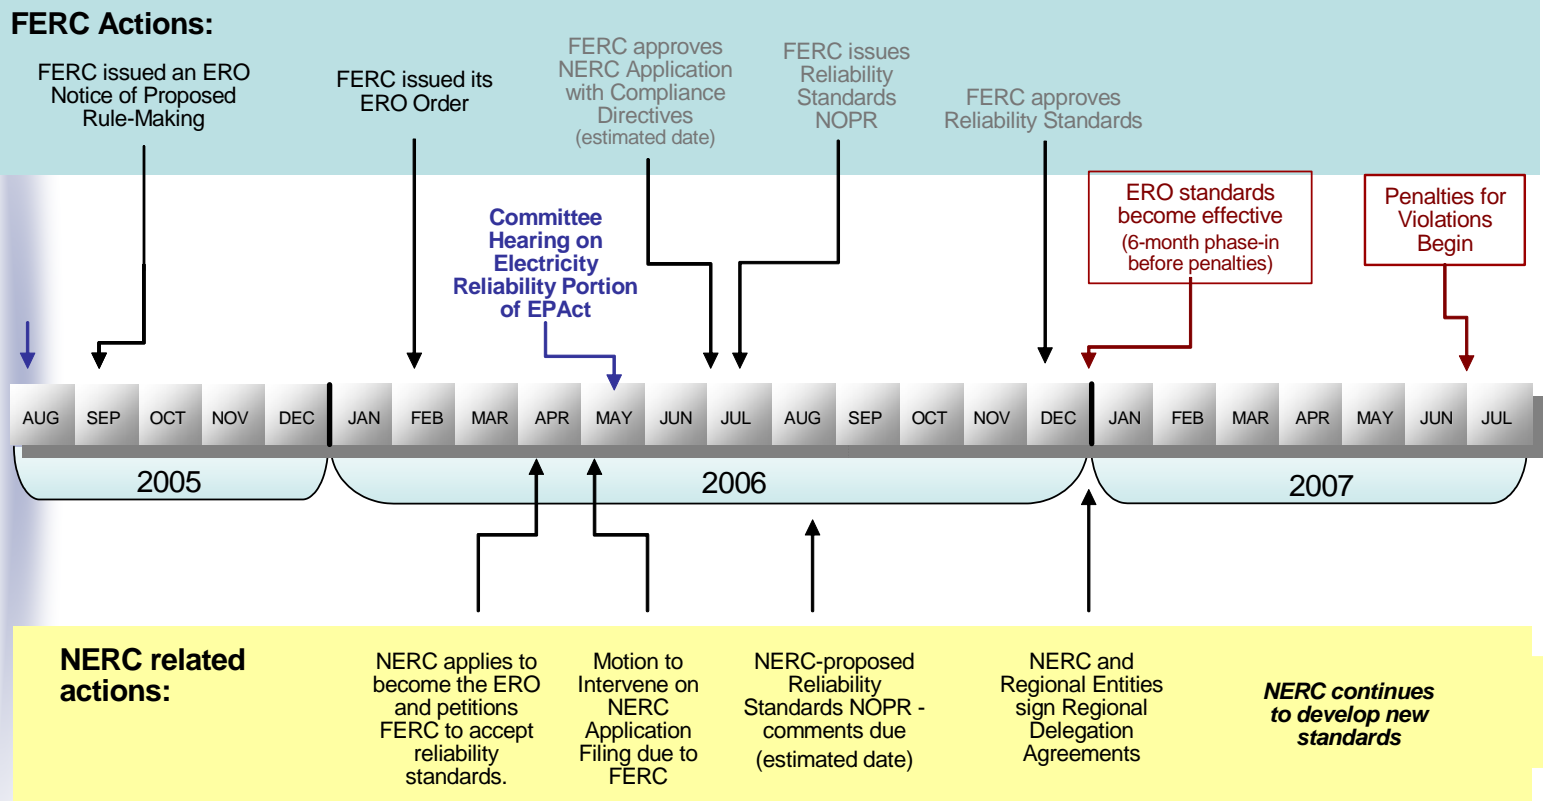 FERC Actions:
FERC issued an ERO
Notice of Proposed
Rule-Making
FERC issued its
ERO Order
FERC approves
NERC Application
with Compliance
Directives
(estimated date)
FERC issues
Reliability
Standards
NOPR
FERC approves
Reliability Standards
Committee
Hearing on
Electricity
Reliability Portion
of EPAct
ERO standards
become effective
(6-month phase-in
before penalties)
Penalties for
Violations
Begin
AUG SEP OCT NOV DEC JAN FEB MAR APR MAY JUN JUL AUG SEP OCT NOV DEC JAN FEB MAR APR MAY JUN JUL
2005 2006 2007
NERC related
actions:
NERC applies to
become the ERO
and petitions
FERC to accept
reliability
standards.
Motion to
Intervene on
NERC
Application
Filing due to
FERC
NERC-proposed
Reliability
Standards NOPR -
comments due
(estimated date)
NERC and
Regional Entities
sign Regional
Delegation
Agreements
NERC continues
to develop new
standards